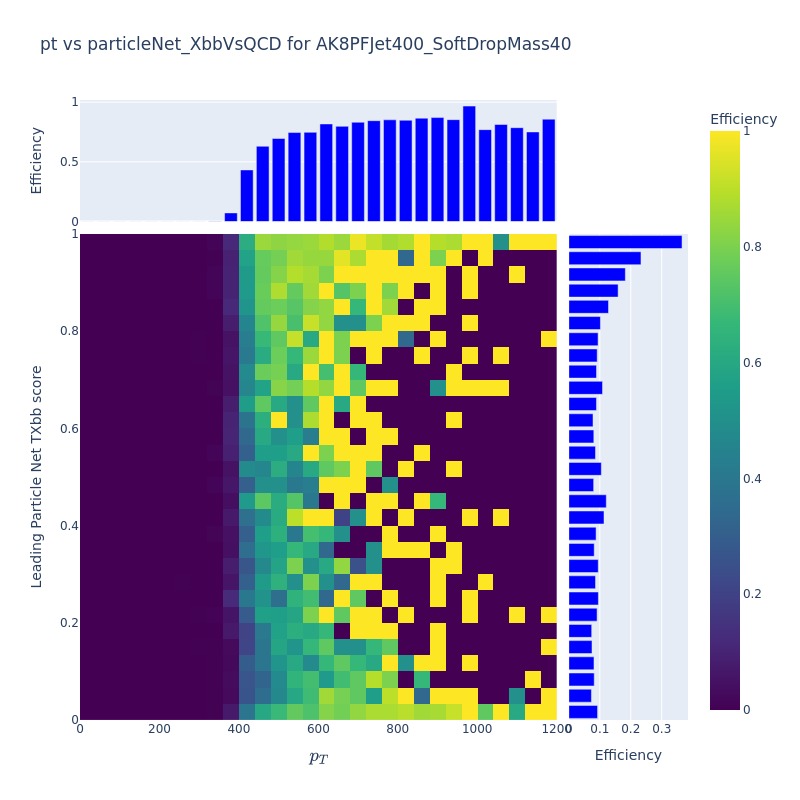 pt vs particleNet_XbbVsQCD for AK8PFJet400_SoftDropMass40
Efficiency
1
0.5
0
Efficiency
1
0.8
0.6
0.4
0.2
0
Leading Particle Net TXbb score
1
0.8
0.6
0.4
0.2
0
0 200 400 600 800 1000 1200
p_T
0 0.1 0.2 0.3
Efficiency